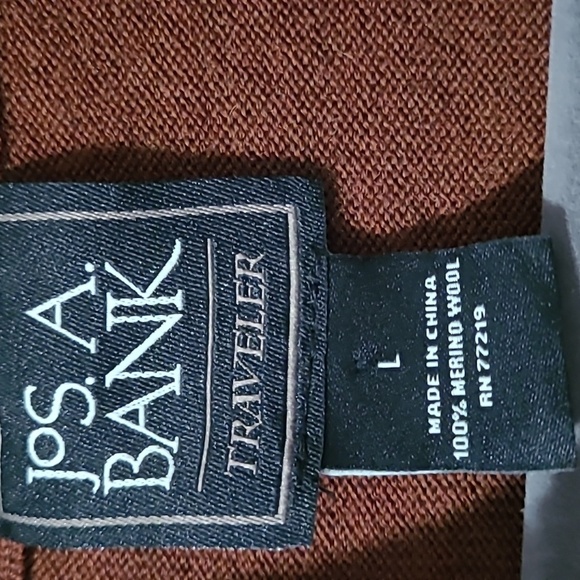 JOS. A.
BANK
TRAVELER
L
MADE IN CHINA
100% MERINO WOOL
RN 77219